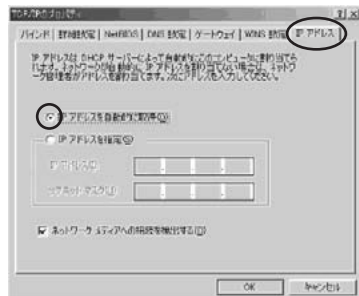 TCP/IPのプロパティ
バインド | 詳細設定 | NetBIOS | DNS 設定 | ゲートウェイ | WINS 設定 | IP アドレス
IP アドレスは DHCP サーバーによって自動的にこのコンピュータに割り当てら
れます。ネットワークが自動的に IP アドレスを割り当てない場合は、ネットワ
ーク管理者がアドレスを割り当てます。次にアドレスを入力してください。
IP アドレスを自動的に取得(O)
IP アドレスを指定(S)
IP アドレス(I):
サブネット マスク(U):
ネットワーク メディアへの接続を検出する(D)
OK
キャンセル